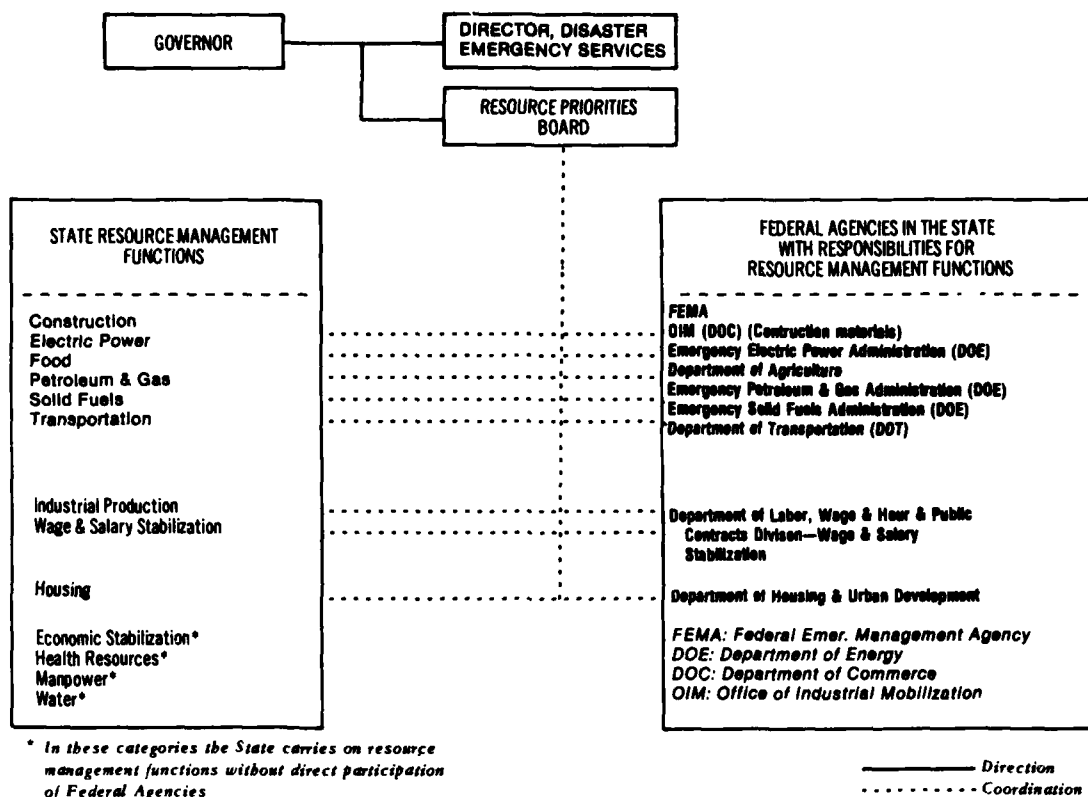 GOVERNOR
DIRECTOR, DISASTER
EMERGENCY SERVICES
RESOURCE PRIORITIES
BOARD
STATE RESOURCE MANAGEMENT
FUNCTIONS
Construction
Electric Power
Food
Petroleum & Gas
Solid Fuels
Transportation
Industrial Production
Wage & Salary Stabilization
Housing
Economic Stabilization*
Health Resources*
Manpower*
Water*
FEDERAL AGENCIES IN THE STATE
WITH RESPONSIBILITIES FOR
RESOURCE MANAGEMENT FUNCTIONS
FEMA
OIM (DOC) (Contruction materials)
Emergency Electric Power Administration (DOE)
Department of Agriculture
Emergency Petroleum & Gas Administration (DOE)
Emergency Solid Fuels Administration (DOE)
Department of Transportation (DOT)
Department of Labor, Wage & Hour & Public
Contracts Divison—Wage & Salary
Stabilization
Department of Housing & Urban Development
FEMA: Federal Emer. Management Agency
DOE: Department of Energy
DOC: Department of Commerce
OIM: Office of Industrial Mobilization
* In these categories the State carries on resource
management functions without direct participation
of Federal Agencies
Direction
Coordination